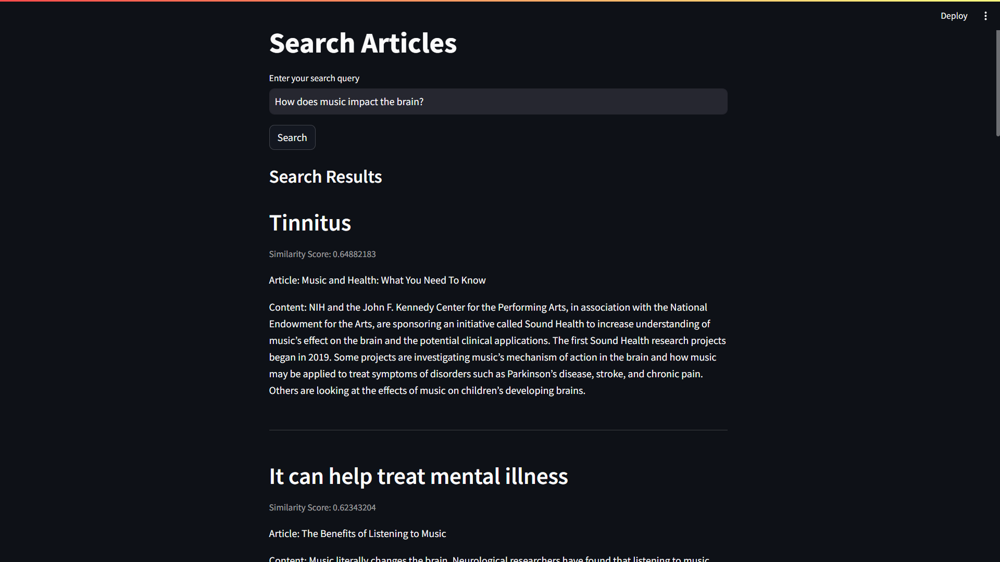 Deploy
Search Articles
Enter your search query
How does music impact the brain?
Search
Search Results
Tinnitus
Similarity Score: 0.64882183
Article: Music and Health: What You Need To Know
Content: NIH and the John F. Kennedy Center for the Performing Arts, in association with the National
Endowment for the Arts, are sponsoring an initiative called Sound Health to increase understanding of
music’s effect on the brain and the potential clinical applications. The first Sound Health research projects
began in 2019. Some projects are investigating music’s mechanism of action in the brain and how music
may be applied to treat symptoms of disorders such as Parkinson’s disease, stroke, and chronic pain.
Others are looking at the effects of music on children’s developing brains.
It can help treat mental illness
Similarity Score: 0.62343204
Article: The Benefits of Listening to Music
Content: Music literally changes the brain. Neurological researchers have found that listening to music